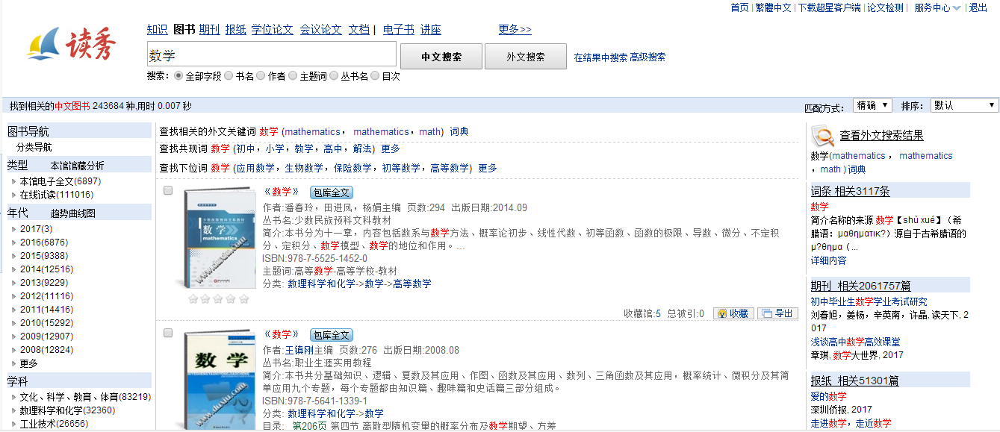 首页 | 繁體中文 | 下载超星客户端 | 论文检测 | 服务中心 | 退出
读秀
知识 图书 期刊 报纸 学位论文 会议论文 文档 | 电子书 讲座 更多>>
数学
中文搜索 外文搜索 在结果中搜索 高级搜索
搜索： 全部字段 书名 作者 主题词 丛书名 目次
找到相关的中文图书 243684 种,用时 0.007 秒
匹配方式： 精确 排序： 默认
图书导航
分类导航
类型 本馆馆藏分析
本馆电子全文(6897)
在线试读(111016)
年代 趋势曲线图
2017(3)
2016(6876)
2015(9388)
2014(12516)
2013(9229)
2012(11116)
2011(14416)
2010(15292)
2009(12907)
2008(12824)
更多
学科
文化、科学、教育、体育(83219)
数理科学和化学(32360)
工业技术(26656)
查找相关的外文关键词 数学 (mathematics， mathematics，math) 词典
查找共现词 数学 (初中，小学，教学，高中，解法) 更多
查找下位词 数学 (应用数学，生物数学，保险数学，初等数学，高等数学) 更多
少数民族预科文科教材
数学
mathematics
www.duxiu.com
《数学》 包库全文
作者:潘春玲，田进凤，杨娟主编 页数:294 出版日期:2014.09
丛书名:少数民族预科文科教材
简介:本书分为十一章，内容包括数系与数学方法、概率论初步、线性代数、初等函数、函数的极限、导数、微分、不定积
分、定积分、数学模型、数学的地位和作用。...
ISBN:978-7-5525-1452-0
主题词:高等数学-高等学校-教材
分类: 数理科学和化学->数学->高等数学
收藏馆:5 总被引:0 收藏 导出
数 学
www.duxiu.com
《数学》 包库全文
作者:王镇刚主编 页数:276 出版日期:2008.08
丛书名:职业生涯实用教程
简介:本书共分基础知识、逻辑、复数及其应用、作图、函数及其应用、数列、三角函数及其应用，概率统计、微积分及其简
单应用九个专题，每个专题都由知识篇、趣味篇和史话篇三部分组成。
ISBN:978-7-5641-1339-1
分类: 数理科学和化学->数学
目录: 第206页 第四节 离散型随机变量的概率分布及数学期望、方差
查看外文搜索结果
数学(mathematics， mathematics
，math ) 词典
词条 相关3117条
数学
简介名称的来源 数学【shù xué】（希
腊语：μαθηματικ?）源自于古希腊语的
μ?θημα（...
详细内容
期刊 相关2061757篇
初中毕业生数学学业考试研究
刘春旭，姜杨，辛英南，许晶, 读天下, 2
017
浅谈高中数学高效课堂
章琪, 数学大世界, 2017
报纸 相关51301篇
爱的数学
深圳侨报, 2017
走进数学，走近数学